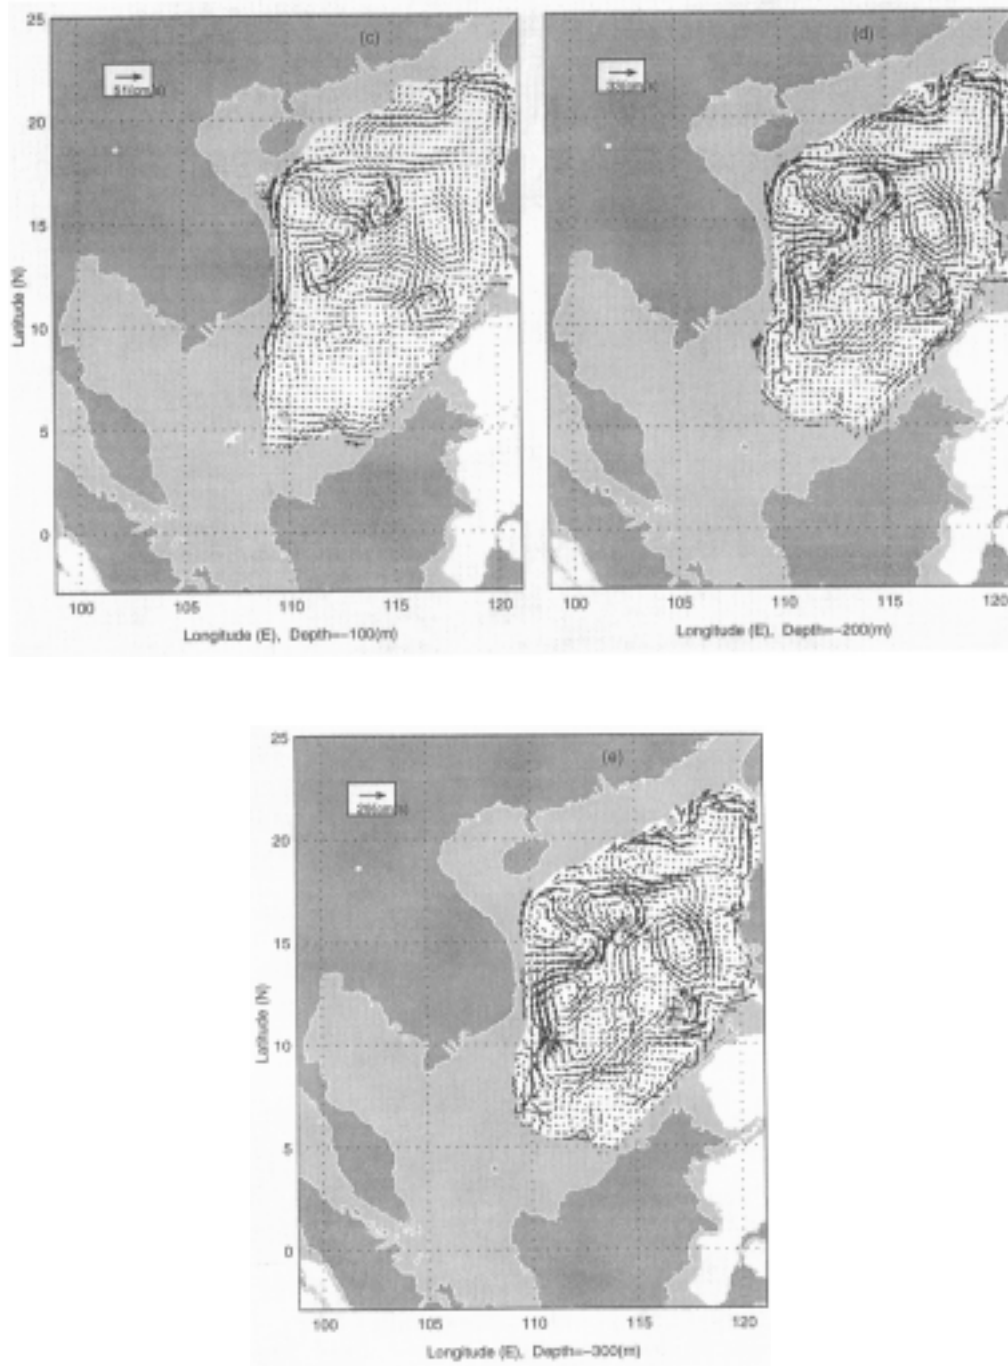 25
20
15
10
5
0
Latitude (N)
(c)
100 105 110 115 120
Longitude (E), Depth=-100(m)
(d)
100 105 110 115 120
Longitude (E), Depth=-200(m)
25
20
15
10
5
0
Latitude (N)
(e)
100 105 110 115 120
Longitude (E), Depth=-300(m)